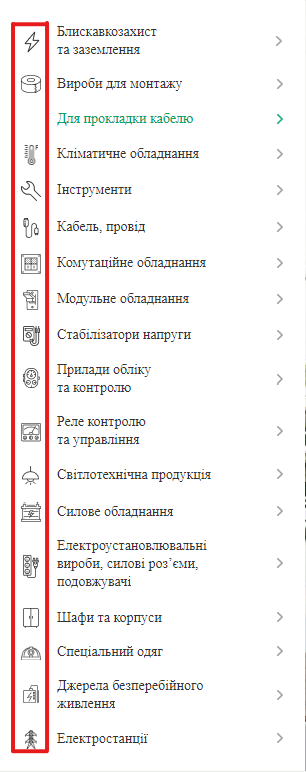 Блискавкозахист
та заземлення
Вироби для монтажу
Для прокладки кабелю
Кліматичне обладнання
Інструменти
Кабель, провід
Комутаційне обладнання
Модульне обладнання
Стабілізатори напруги
Прилади обліку
та контролю
Реле контролю
та управління
Світлотехнічна продукція
Силове обладнання
Електроустановлювальні
вироби, силові роз’єми,
подовжувачі
Шафи та корпуси
Спеціальний одяг
Джерела безперебійного
живлення
Електростанції